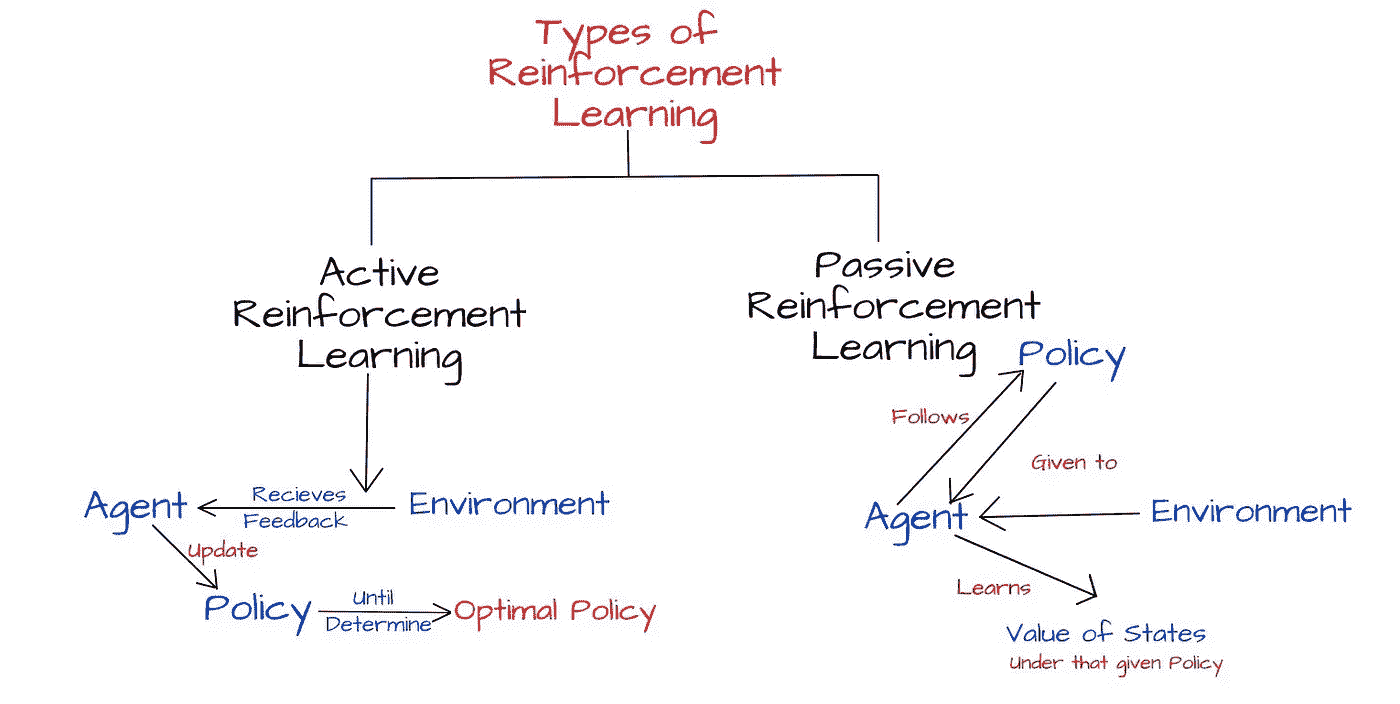 Types of
Reinforcement
Learning
Active
Reinforcement
Learning
Passive
Reinforcement
Learning
Policy
Follows
Given to
Agent
Recieves
Feedback
Environment
Update
Policy
Until
Determine
Optimal Policy
Agent
Environment
Learns
Value of States
Under that given Policy